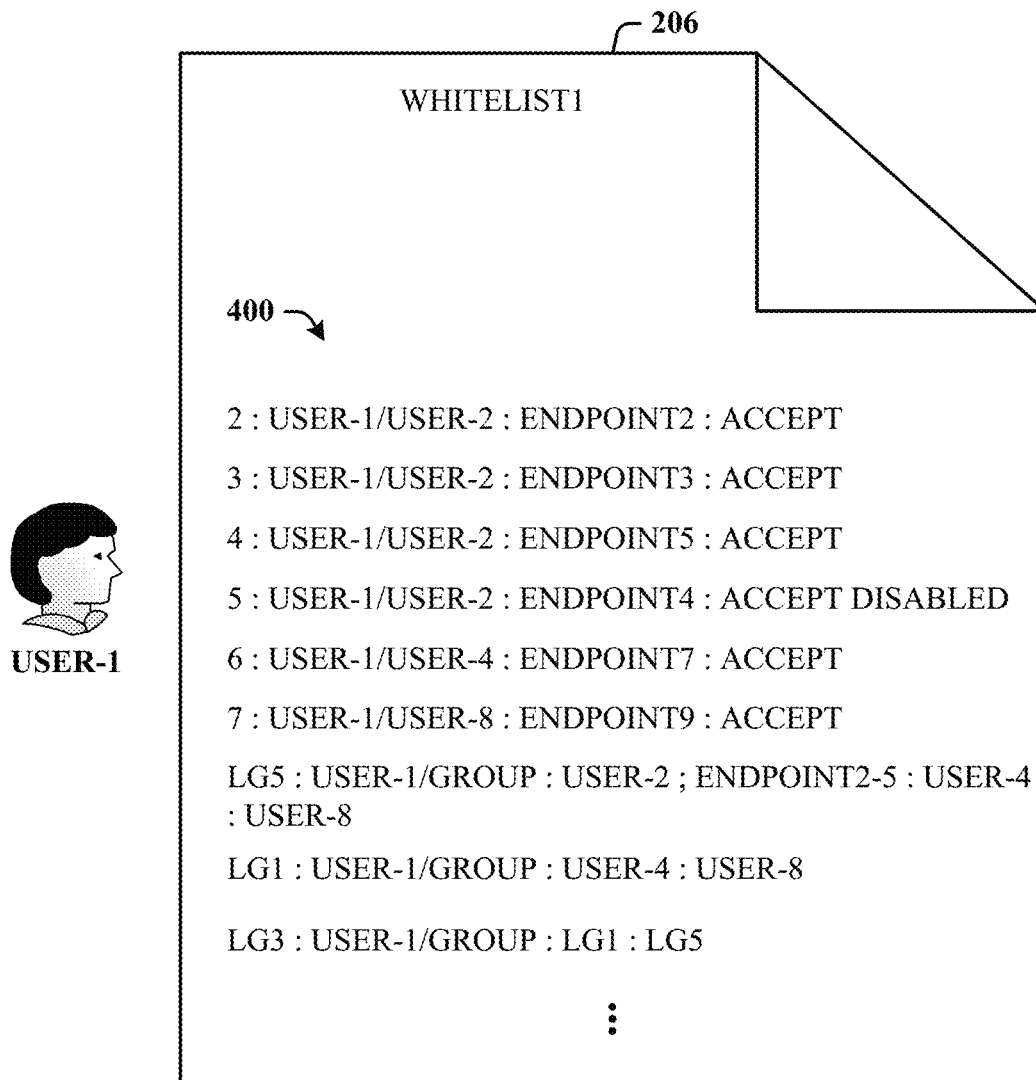 206
WHITELIST1
400
2 : USER-1/USER-2 : ENDPOINT2 : ACCEPT
3 : USER-1/USER-2 : ENDPOINT3 : ACCEPT
4 : USER-1/USER-2 : ENDPOINT5 : ACCEPT
5 : USER-1/USER-2 : ENDPOINT4 : ACCEPT DISABLED
USER-1
6 : USER-1/USER-4 : ENDPOINT7 : ACCEPT
7 : USER-1/USER-8 : ENDPOINT9 : ACCEPT
LG5 : USER-1/GROUP : USER-2 ; ENDPOINT2-5 : USER-4
: USER-8
LG1 : USER-1/GROUP : USER-4 : USER-8
LG3 : USER-1/GROUP : LG1 : LG5